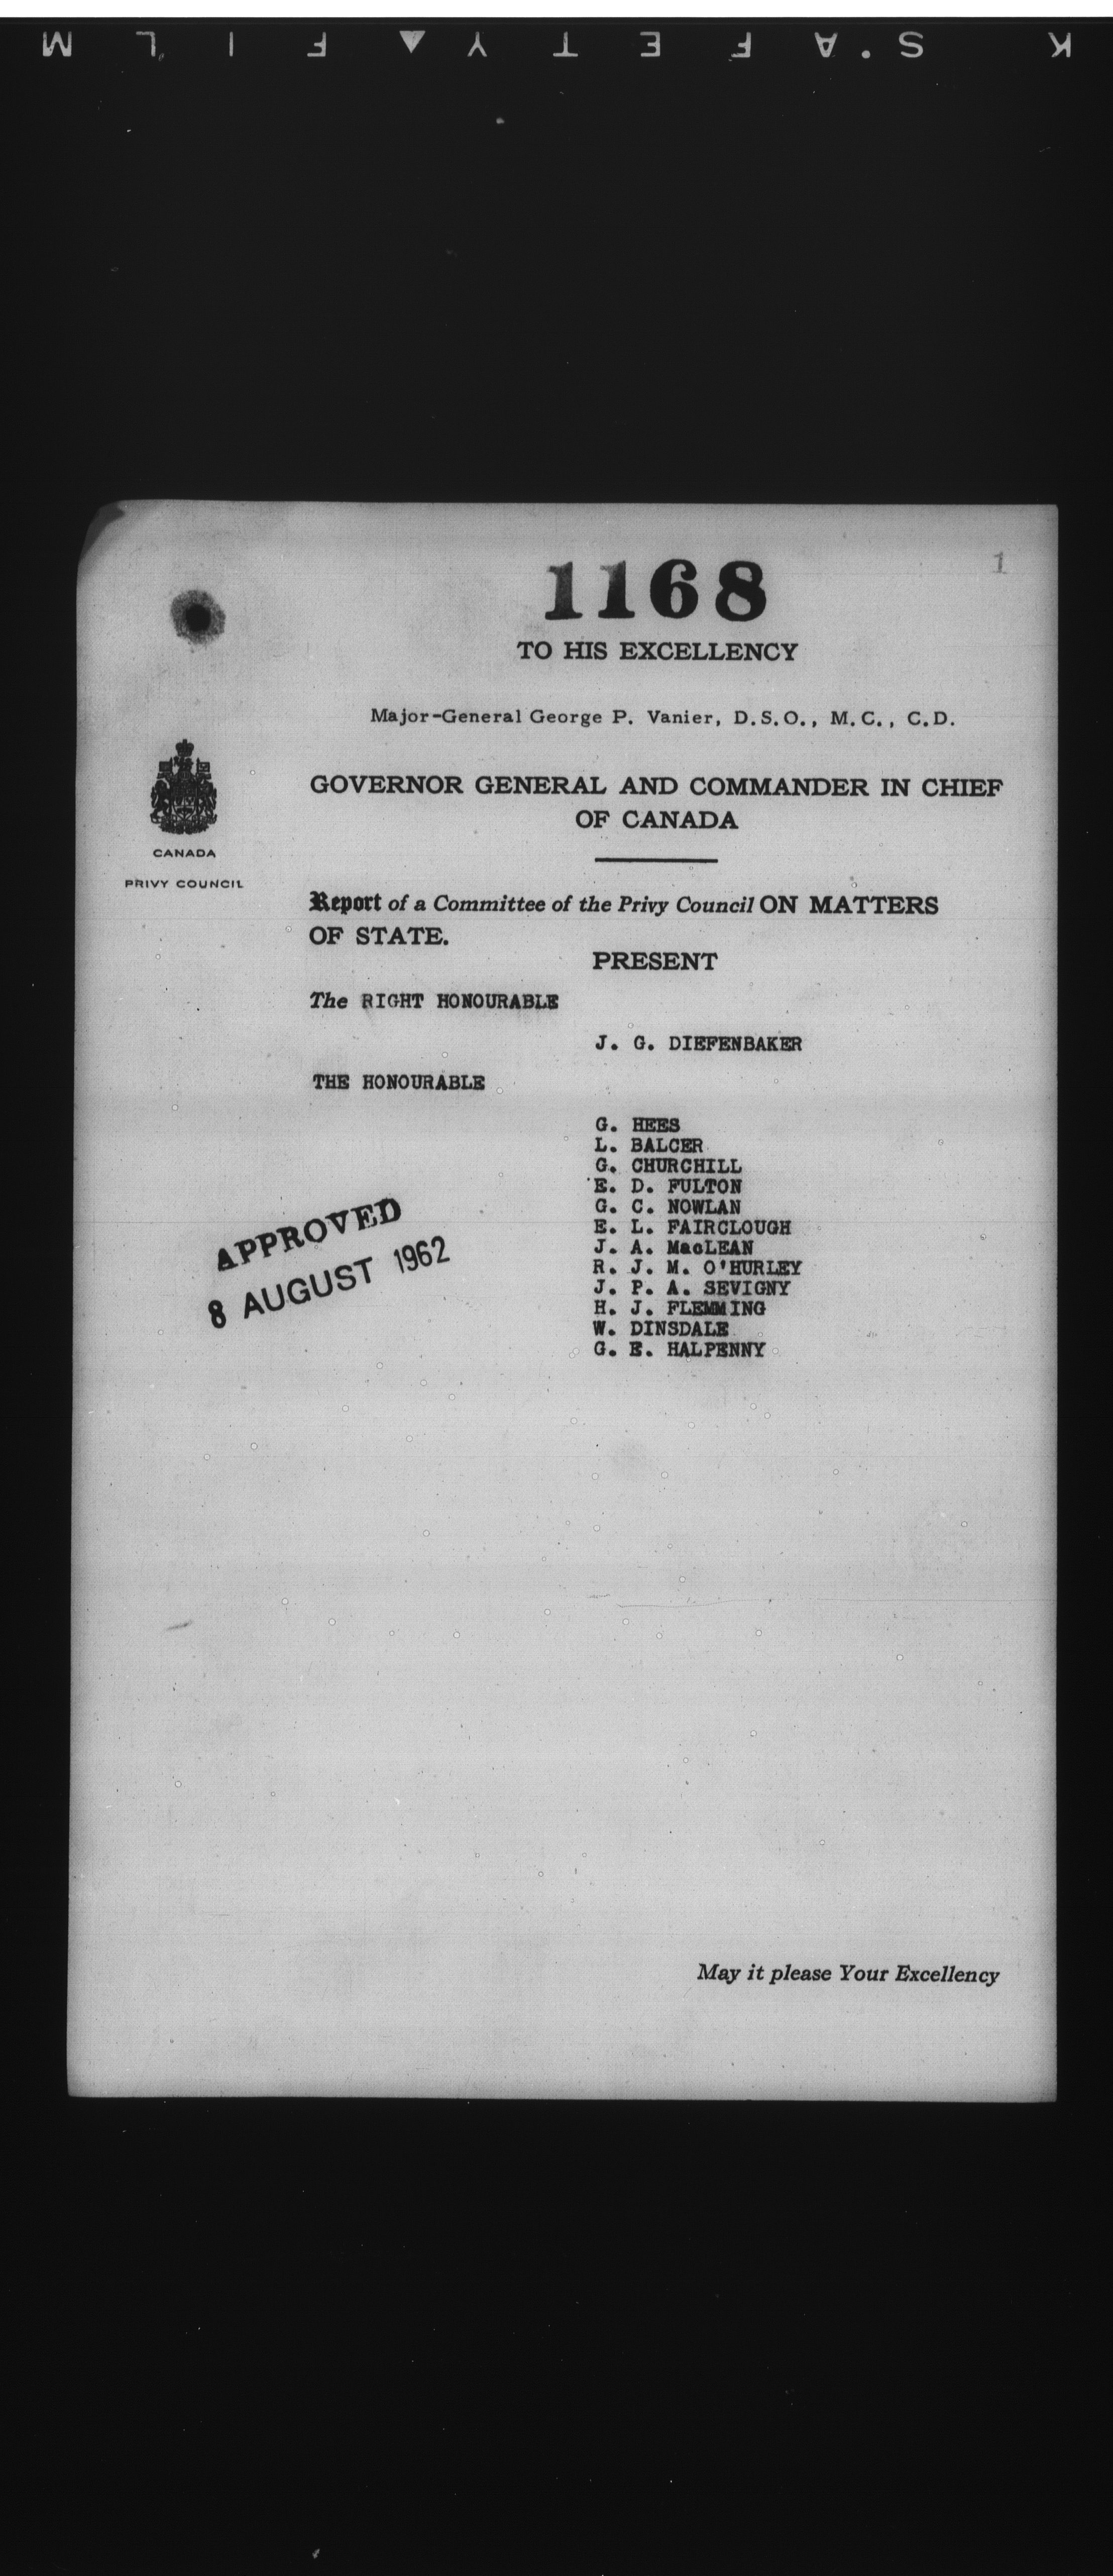 K S'AFETY▲FILM
1168
1
TO HIS EXCELLENCY
Major-General George P. Vanier, D.S.O., M.C., C.D.
GOVERNOR GENERAL AND COMMANDER IN CHIEF
OF CANADA
CANADA
PRIVY COUNCIL
Report of a Committee of the Privy Council ON MATTERS
OF STATE.
PRESENT
The RIGHT HONOURABLE
J. G. DIEFENBAKER
THE HONOURABLE
G. HEES
L. BALCER
G. CHURCHILL
E. D. FULTON
G. C. NOWLAN
E. L. FAIRCLOUGH
J. A. MacLEAN
R. J. M. O'HURLEY
J. P. A. SEVIGNY
H. J. FLEMMING
W. DINSDALE
G. E. HALPENNY
APPROVED
8 AUGUST 1962
May it please Your Excellency